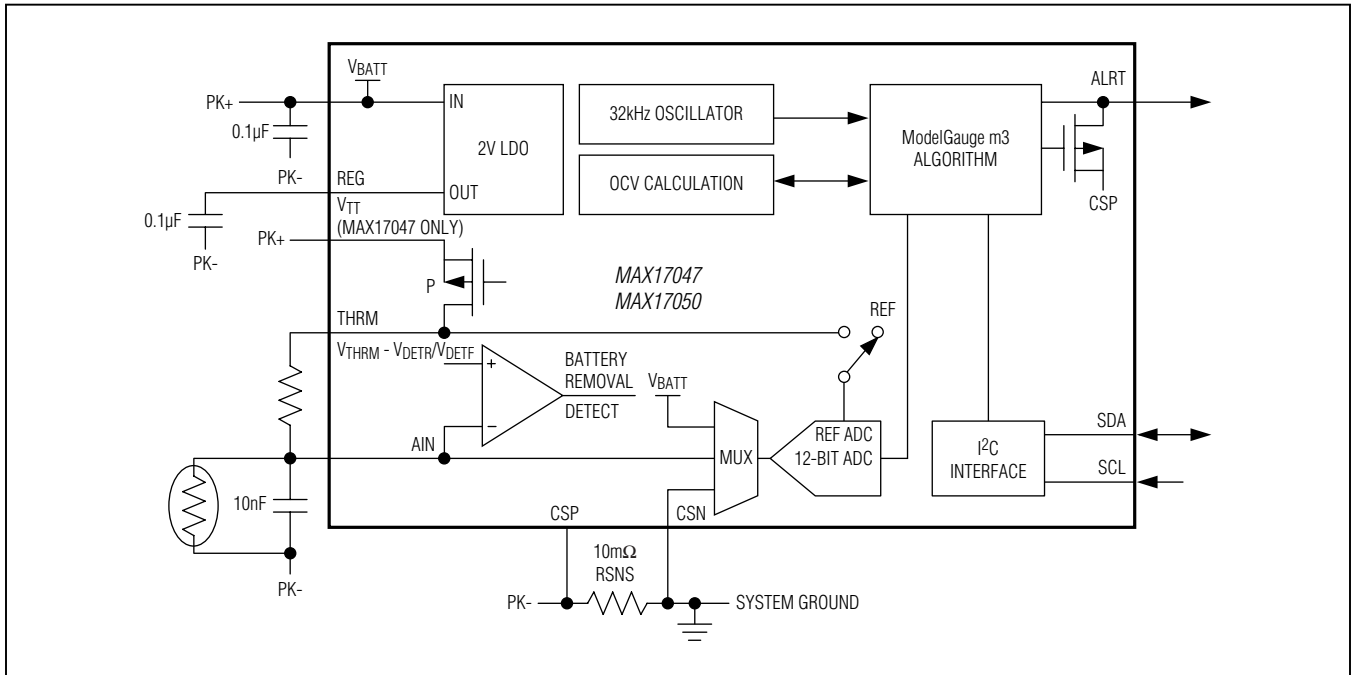 VBATT
PK+
0.1µF
PK-
IN
2V LDO
OUT
REG
VTT
(MAX17047 ONLY)
0.1µF
PK-
PK+
P
32kHz OSCILLATOR
OCV CALCULATION
ModelGauge m3
ALGORITHM
ALRT
CSP
MAX17047
MAX17050
THRM
REF
VTHRM - VDETR/VDETF
+
−
BATTERY
REMOVAL
DETECT
VBATT
AIN
MUX
REF ADC
12-BIT ADC
I2C
INTERFACE
SDA
SCL
10nF
PK-
CSP
CSN
10mΩ
RSNS
PK-
SYSTEM GROUND